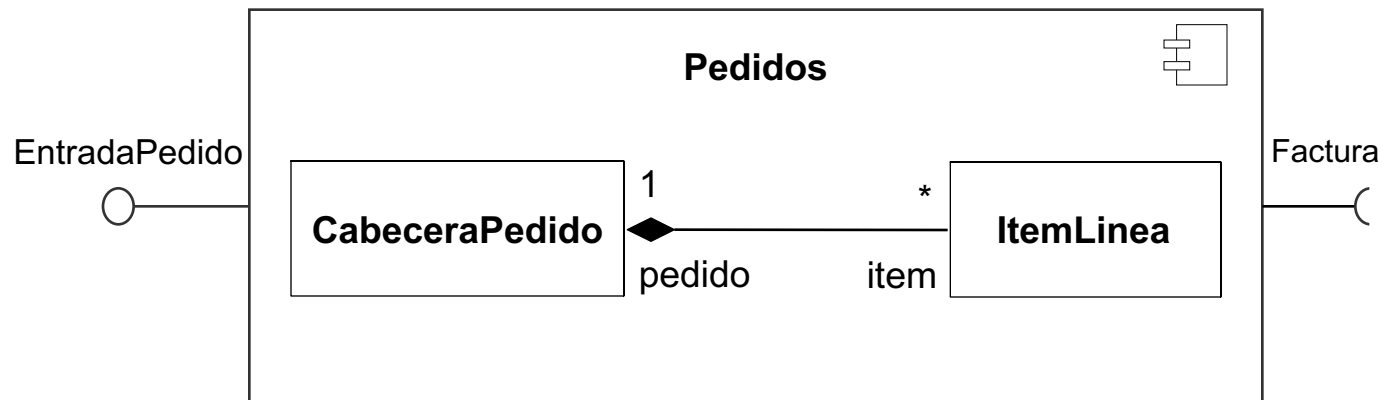 Pedidos
EntradaPedido
Factura
CabeceraPedido
1
*
ItemLinea
pedido
item